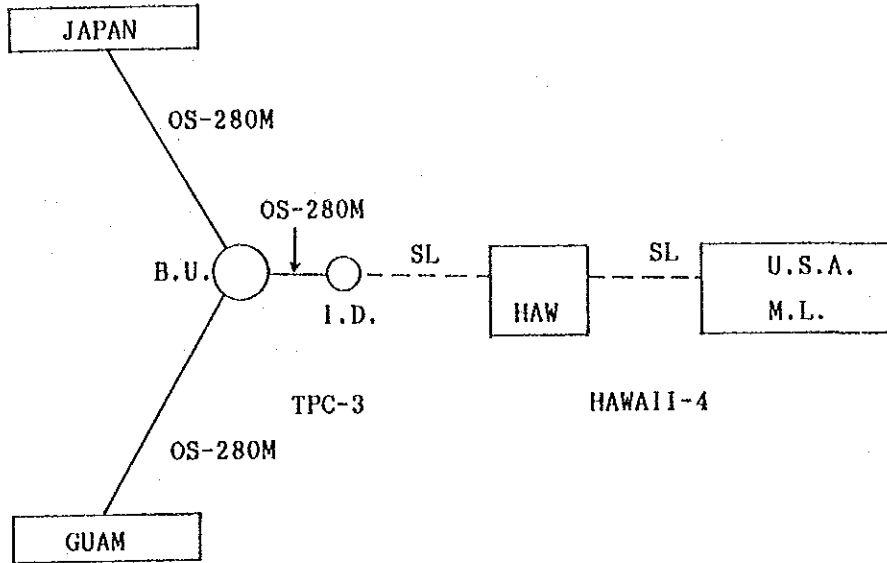 JAPAN
OS-280M
OS-280M
B.U.
SL
SL
U.S.A.
M.L.
I.D.
HAW
TPC-3
HAWAII-4
OS-280M
GUAM